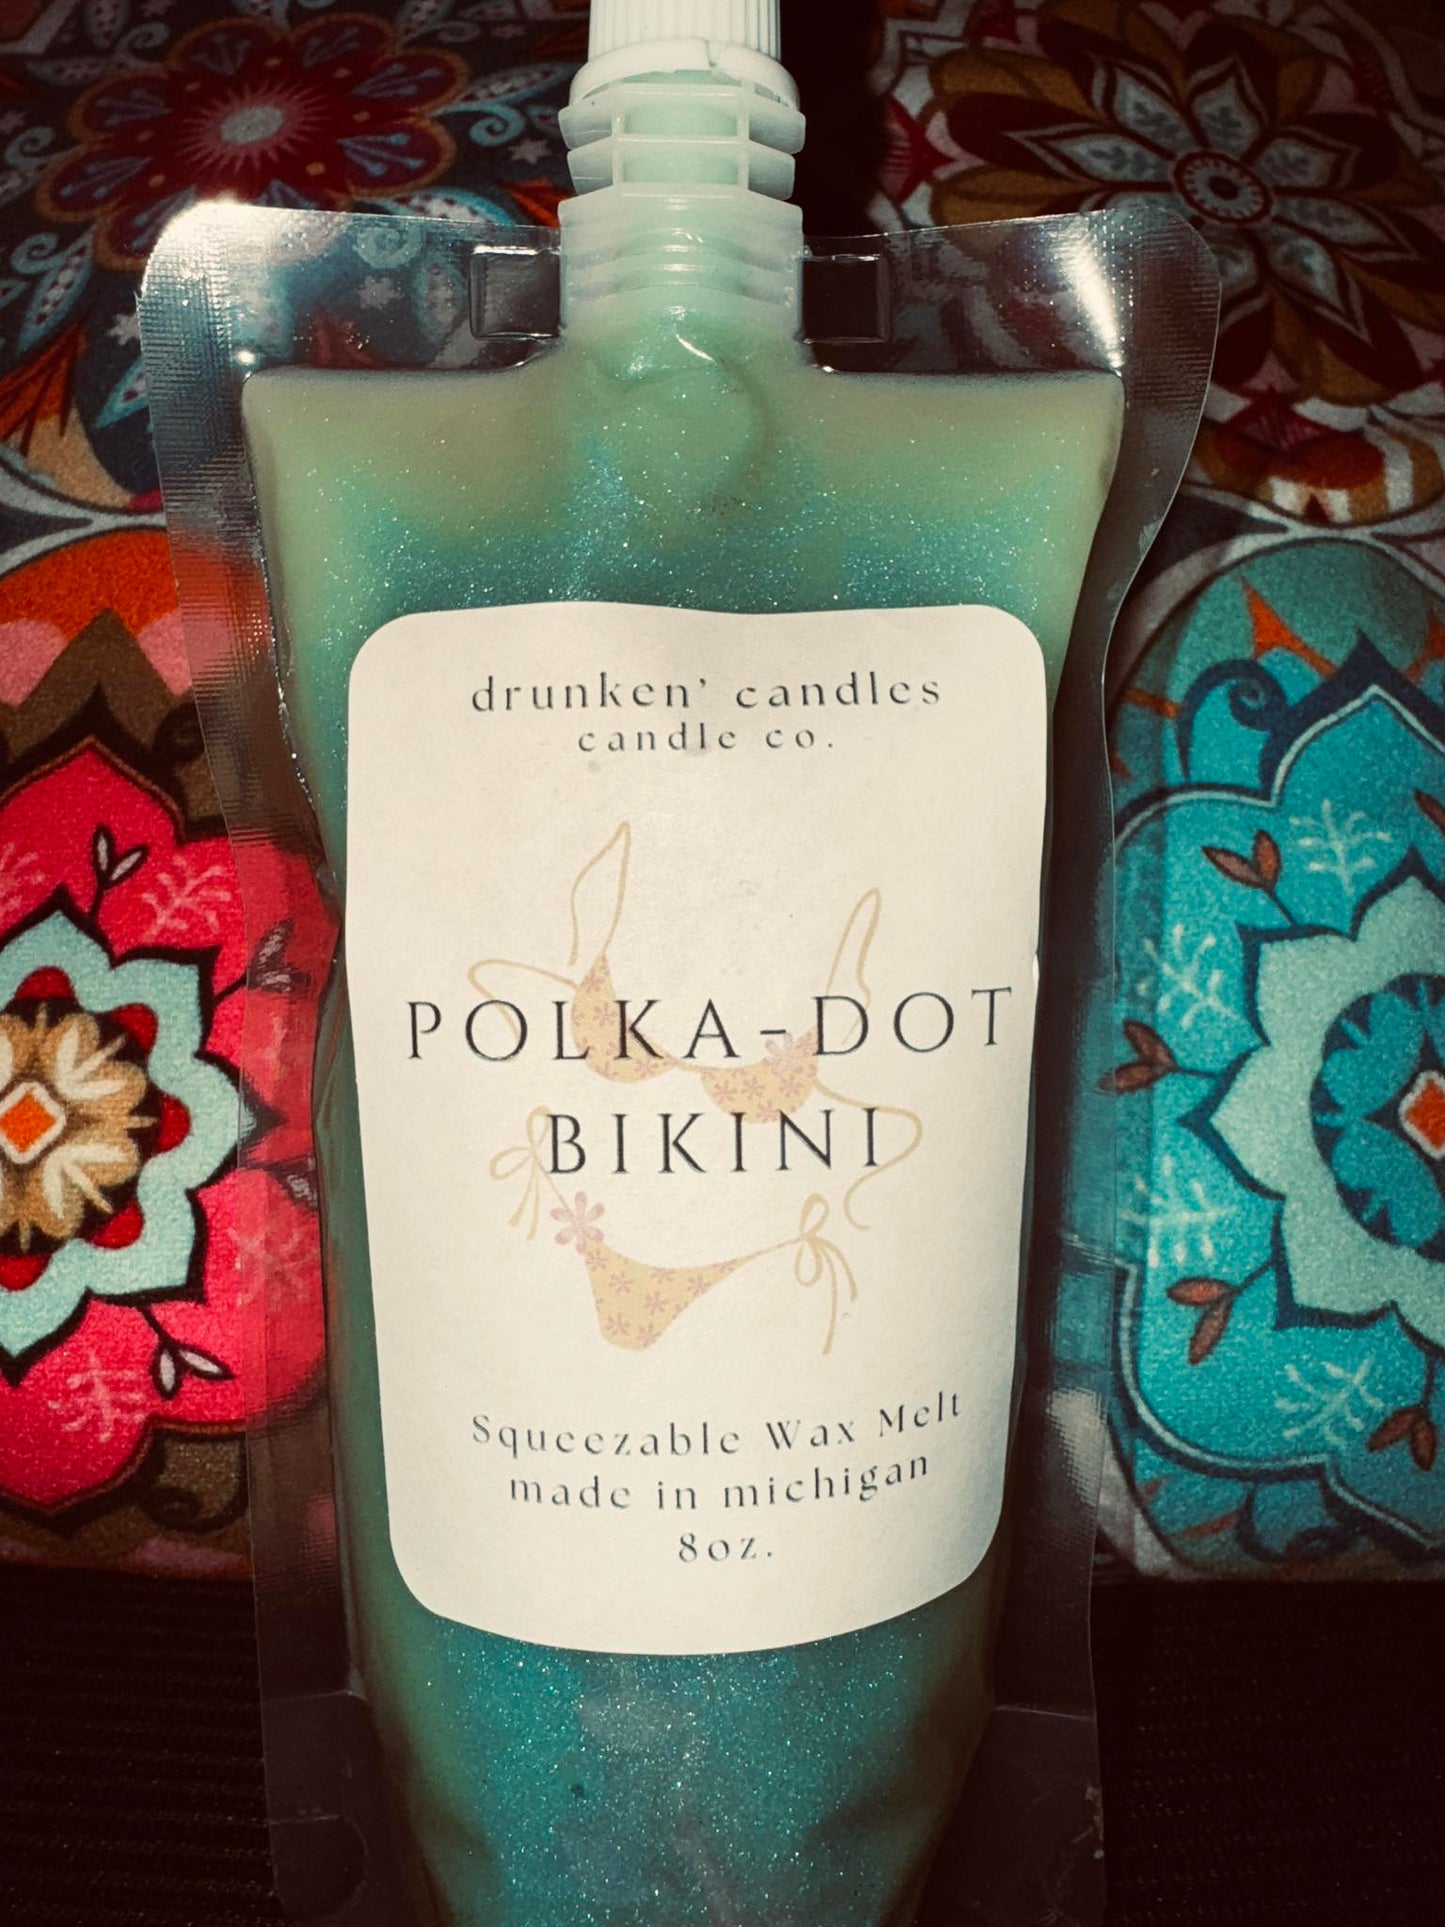 drunken' candles
candle co.
POLKA-DOT
BIKINI
Squeezable Wax Melt
made in michigan
8oz.